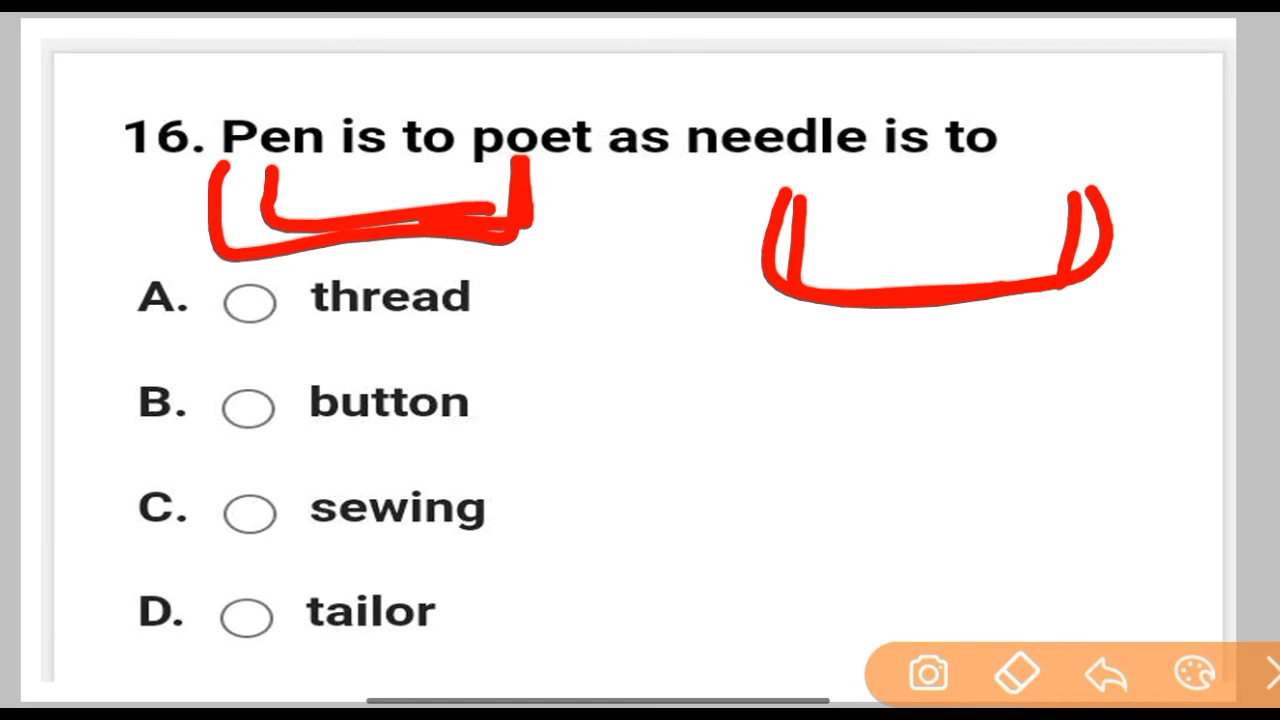 16. Pen is to poet as needle is to
A. thread
B. button
C. sewing
D. tailor